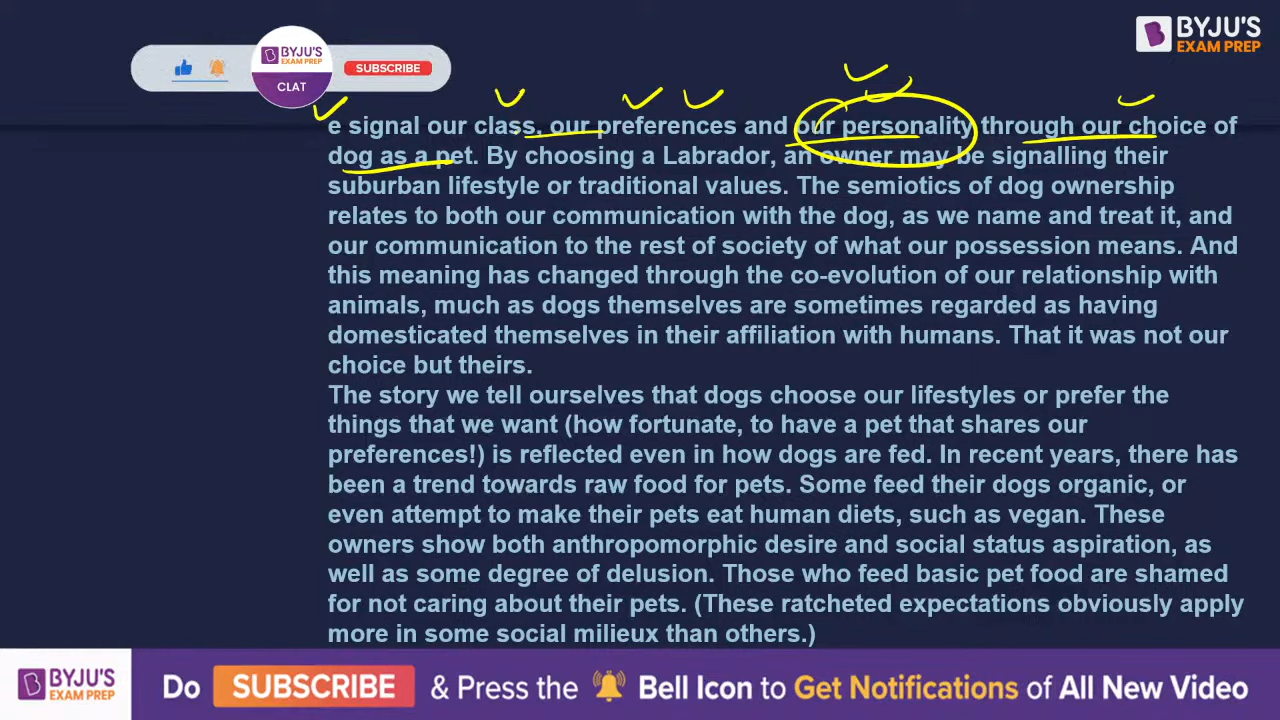 BYJU'S
EXAM PREP
BYJU'S
EXAM PREP
CLAT
SUBSCRIBE
e signal our class, our preferences and our personality through our choice of
dog as a pet. By choosing a Labrador, an owner may be signalling their
suburban lifestyle or traditional values. The semiotics of dog ownership
relates to both our communication with the dog, as we name and treat it, and
our communication to the rest of society of what our possession means. And
this meaning has changed through the co-evolution of our relationship with
animals, much as dogs themselves are sometimes regarded as having
domesticated themselves in their affiliation with humans. That it was not our
choice but theirs.
The story we tell ourselves that dogs choose our lifestyles or prefer the
things that we want (how fortunate, to have a pet that shares our
preferences!) is reflected even in how dogs are fed. In recent years, there has
been a trend towards raw food for pets. Some feed their dogs organic, or
even attempt to make their pets eat human diets, such as vegan. These
owners show both anthropomorphic desire and social status aspiration, as
well as some degree of delusion. Those who feed basic pet food are shamed
for not caring about their pets. (These ratcheted expectations obviously apply
more in some social milieux than others.)
BYJU'S
EXAM PREP
Do SUBSCRIBE & Press the Bell Icon to Get Notifications of All New Video